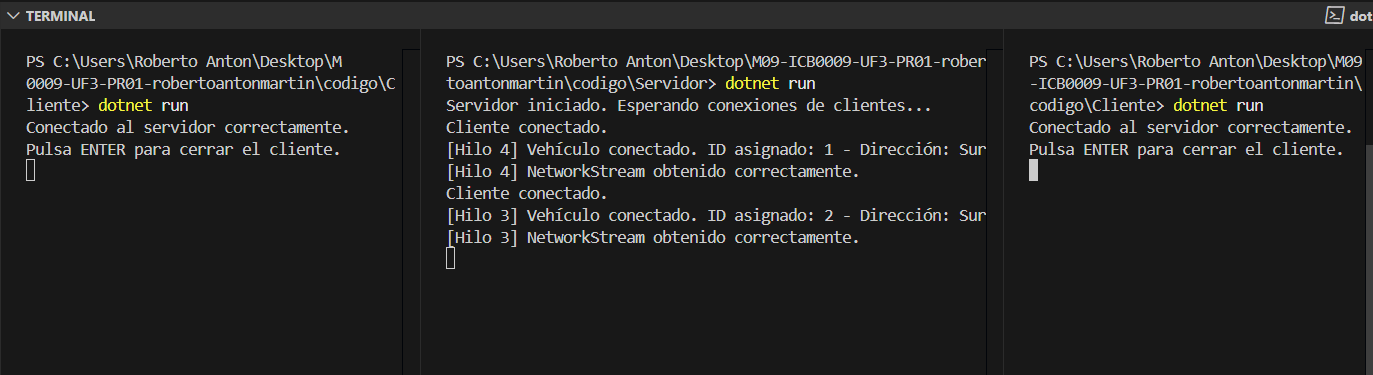 TERMINAL
dot
PS C:\Users\Roberto Anton\Desktop\M
0009-UF3-PR01-robertoantonmartin\codigo\C
liente> dotnet run
Conectado al servidor correctamente.
Pulsa ENTER para cerrar el cliente.
PS C:\Users\Roberto Anton\Desktop\M09-ICB0009-UF3-PR01-rober
toantonmartin\codigo\Servidor> dotnet run
Servidor iniciado. Esperando conexiones de clientes...
Cliente conectado.
[Hilo 4] Vehículo conectado. ID asignado: 1 - Dirección: Sur
[Hilo 4] NetworkStream obtenido correctamente.
Cliente conectado.
[Hilo 3] Vehículo conectado. ID asignado: 2 - Dirección: Sur
[Hilo 3] NetworkStream obtenido correctamente.
PS C:\Users\Roberto Anton\Desktop\M09
-ICB0009-UF3-PR01-robertoantonmartin\
codigo\Cliente> dotnet run
Conectado al servidor correctamente.
Pulsa ENTER para cerrar el cliente.